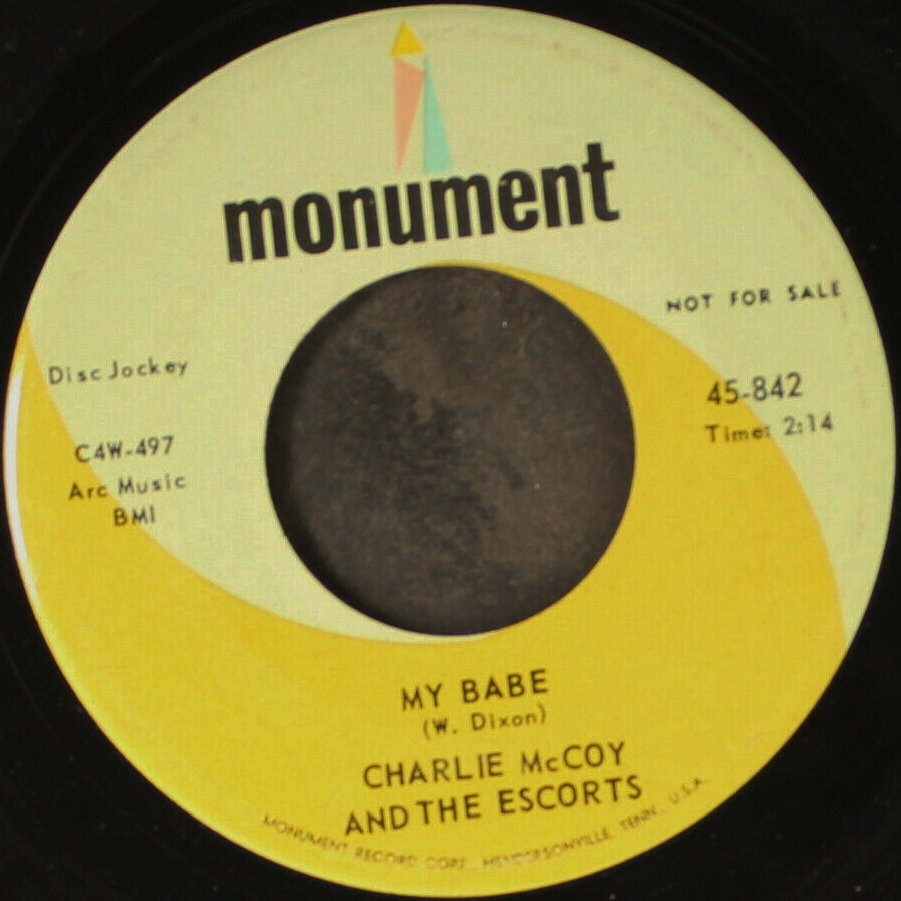 monument
NOT FOR SALE
Disc Jockey
45-842
Time: 2:14
C4W-497
Arc Music
BMI
MY BABE
(W. Dixon)
CHARLIE McCOY
AND THE ESCORTS
MONUMENT RECORD CORP., HENDERSONVILLE, TENN., U.S.A.